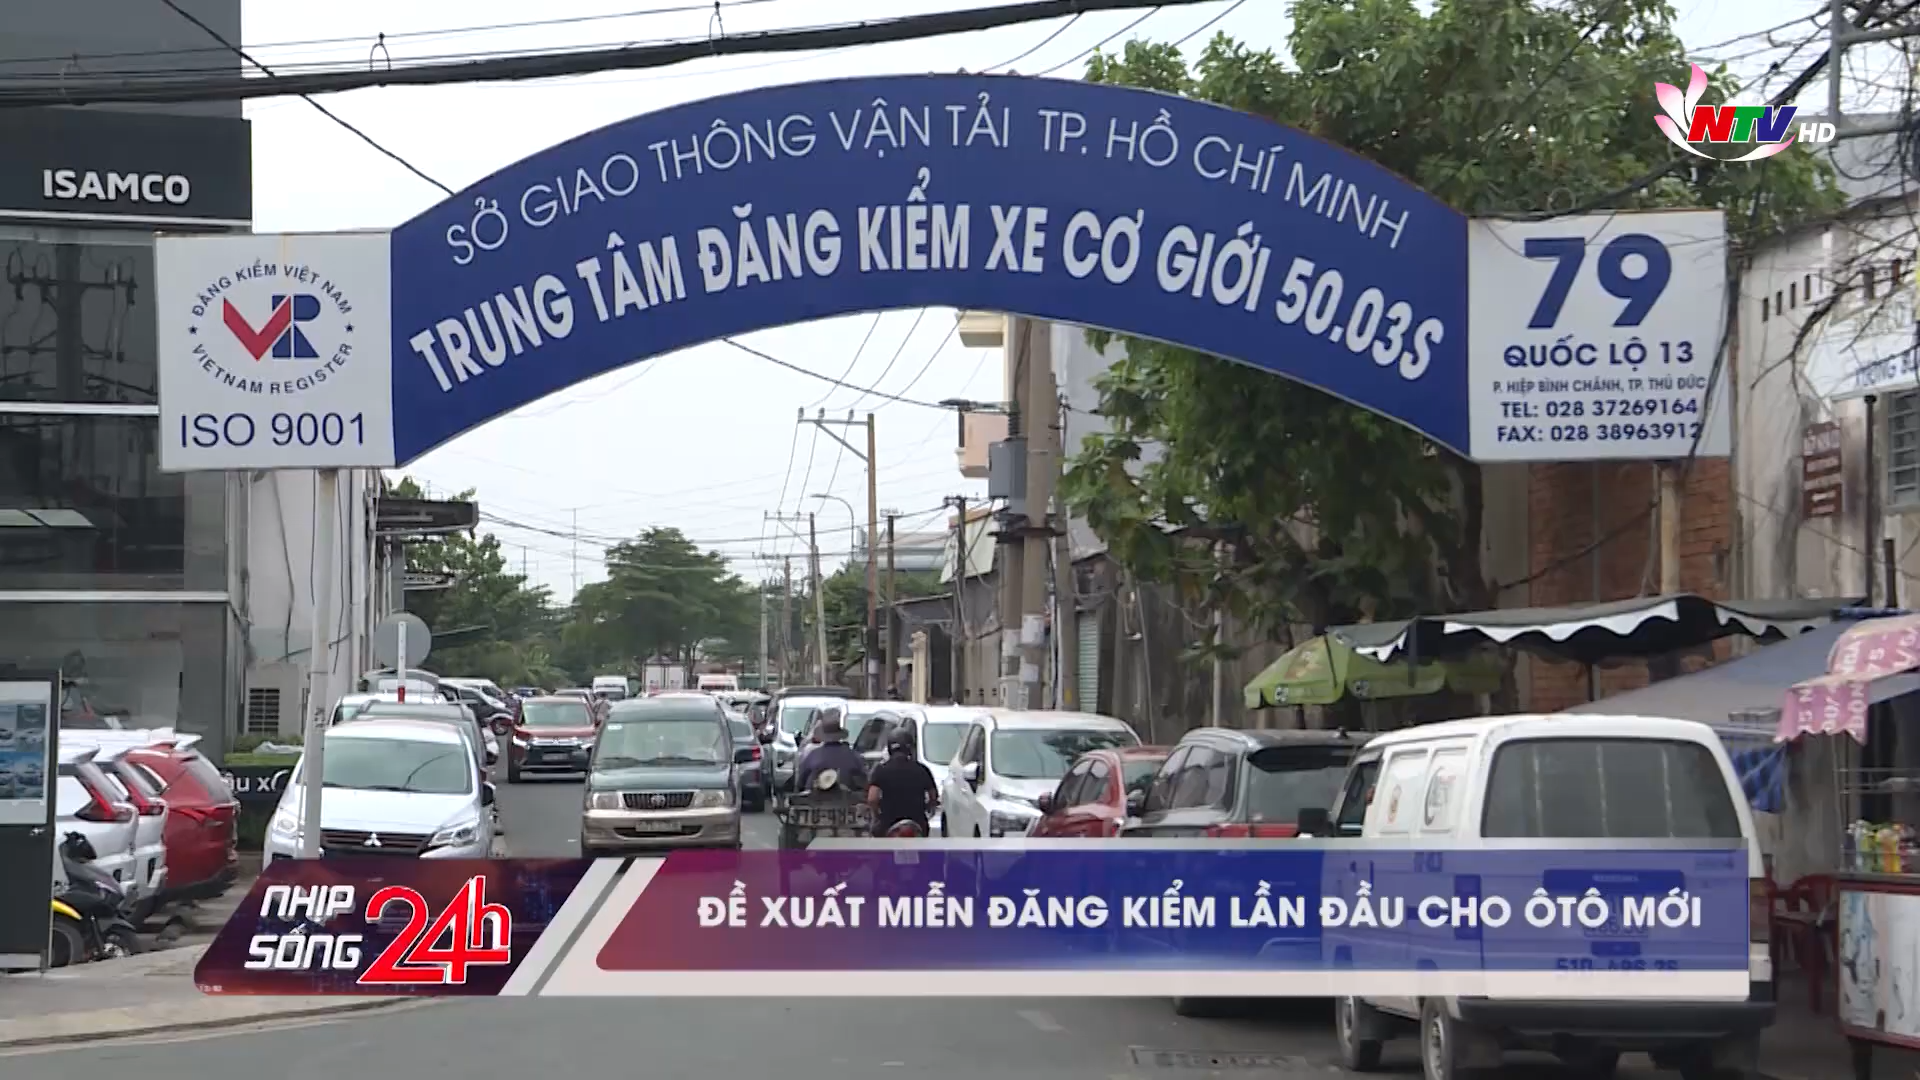 NTV HD
ISAMCO
SỞ GIAO THÔNG VẬN TẢI TP. HỒ CHÍ MINH
TRUNG TÂM ĐĂNG KIỂM XE CƠ GIỚI 50.03S
ĐĂNG KIỂM VIỆT NAM
VR
VIETNAM REGISTER
ISO 9001
79
QUỐC LỘ 13
P. HIỆP BÌNH CHÁNH, TP. THỦ ĐỨC
TEL: 028 37269164
FAX: 028 38963912
NHỊP SỐNG 24h
ĐỀ XUẤT MIỄN ĐĂNG KIỂM LẦN ĐẦU CHO ÔTÔ MỚI